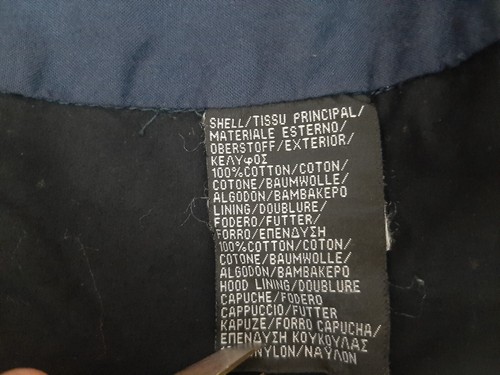 SHELL/TISSU PRINCIPAL/
MATERIALE ESTERNO/
OBERSTOFF/EXTERIOR/
ΚΕΛΥφΟΣ
100%COTTON/COTON/
COTONE/BAUMWOLLE/
ALGODON/ΒΑΜΒΑΚΕΡΟ
LINING/DOUBLURE/
FODERO/FUTTER/
FORRO/ΕΠΕΝΔΥΣΗ
100%COTTON/COTON/
COTONE/BAUMWOLLE/
ALGODON/ΒΑΜΒΑΚΕΡΟ
HOOD LINING/DOUBLURE
CAPUCHE/FODERO
CAPPUCCIO/FUTTER
KAPUZE/FORRO CAPUCHA/
ΕΠΕΝΔΥΣΗ ΚΟΥΚΟΥΛΑΣ
NYLON/ΝΑΥΛΟΝ